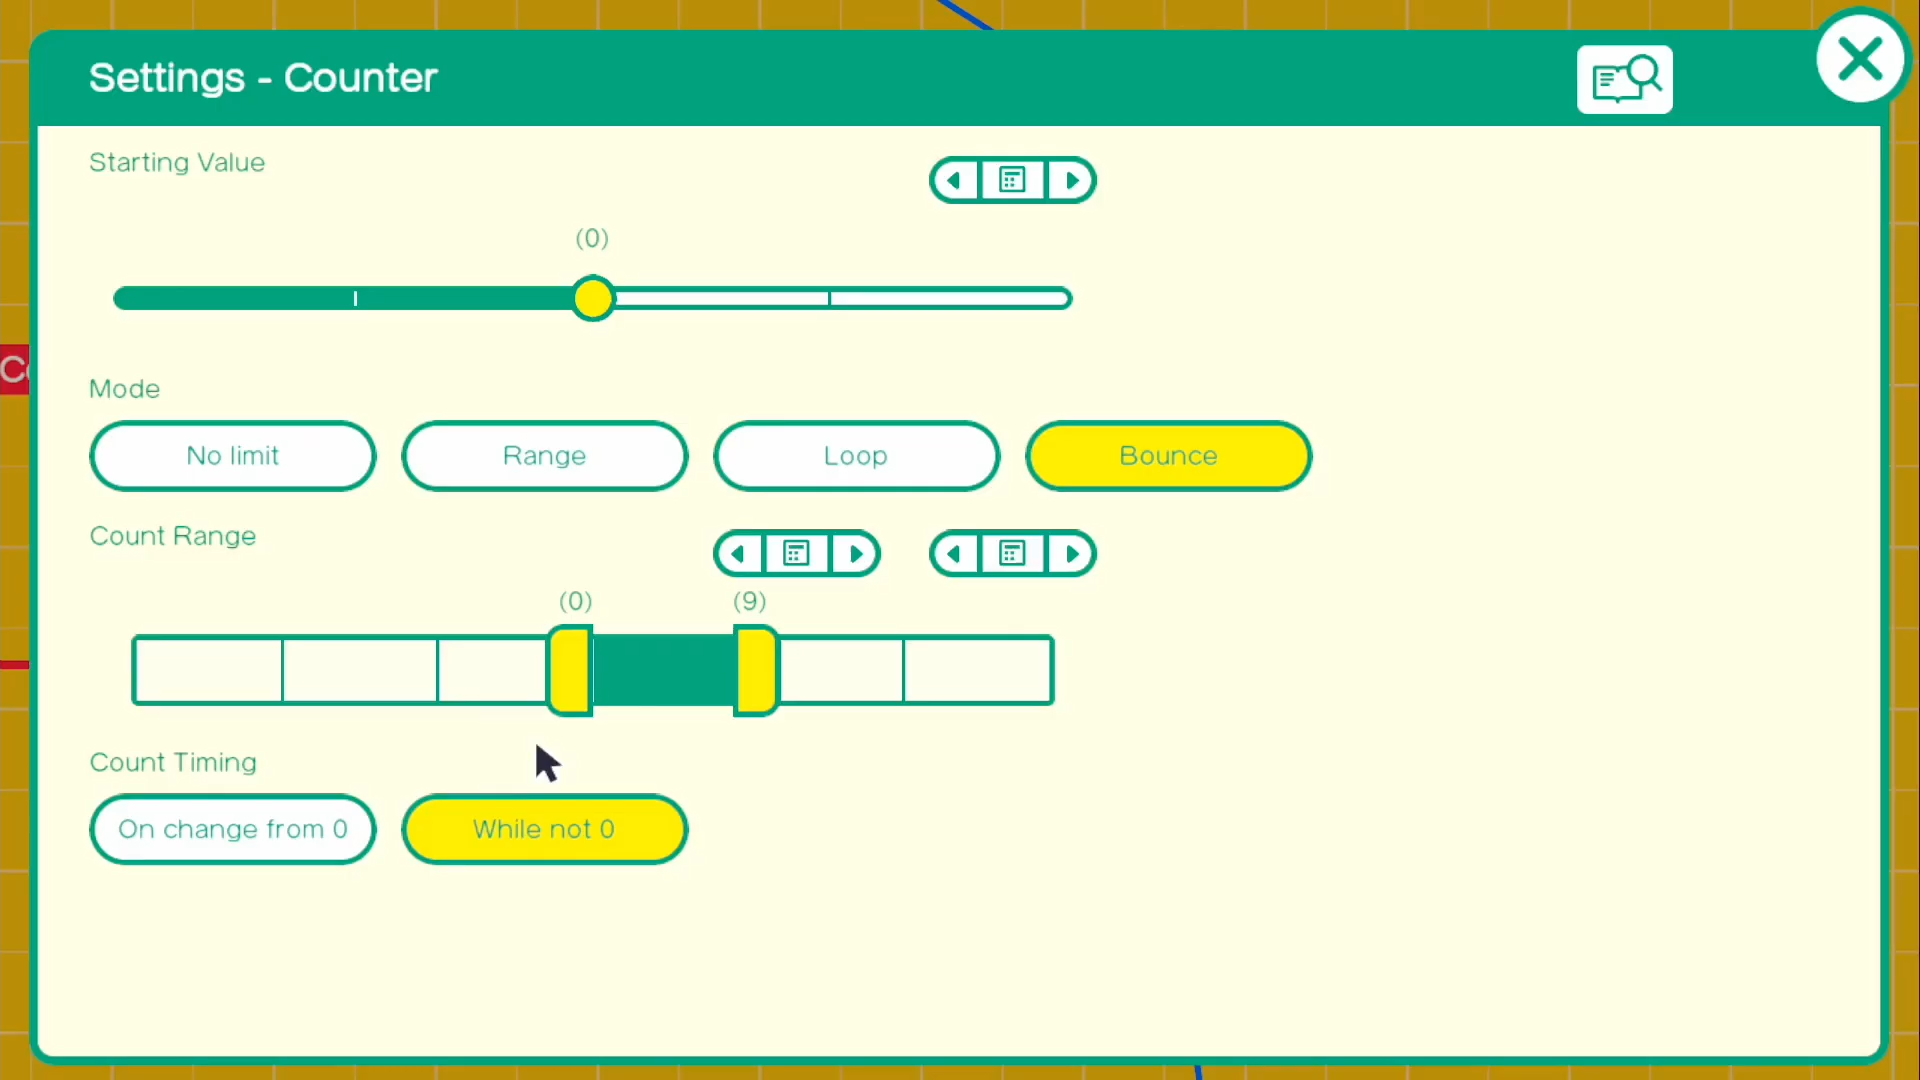 Settings - Counter
Starting Value
(0)
Mode
No limit Range Loop Bounce
Count Range
(0) (9)
Count Timing
On change from 0 While not 0